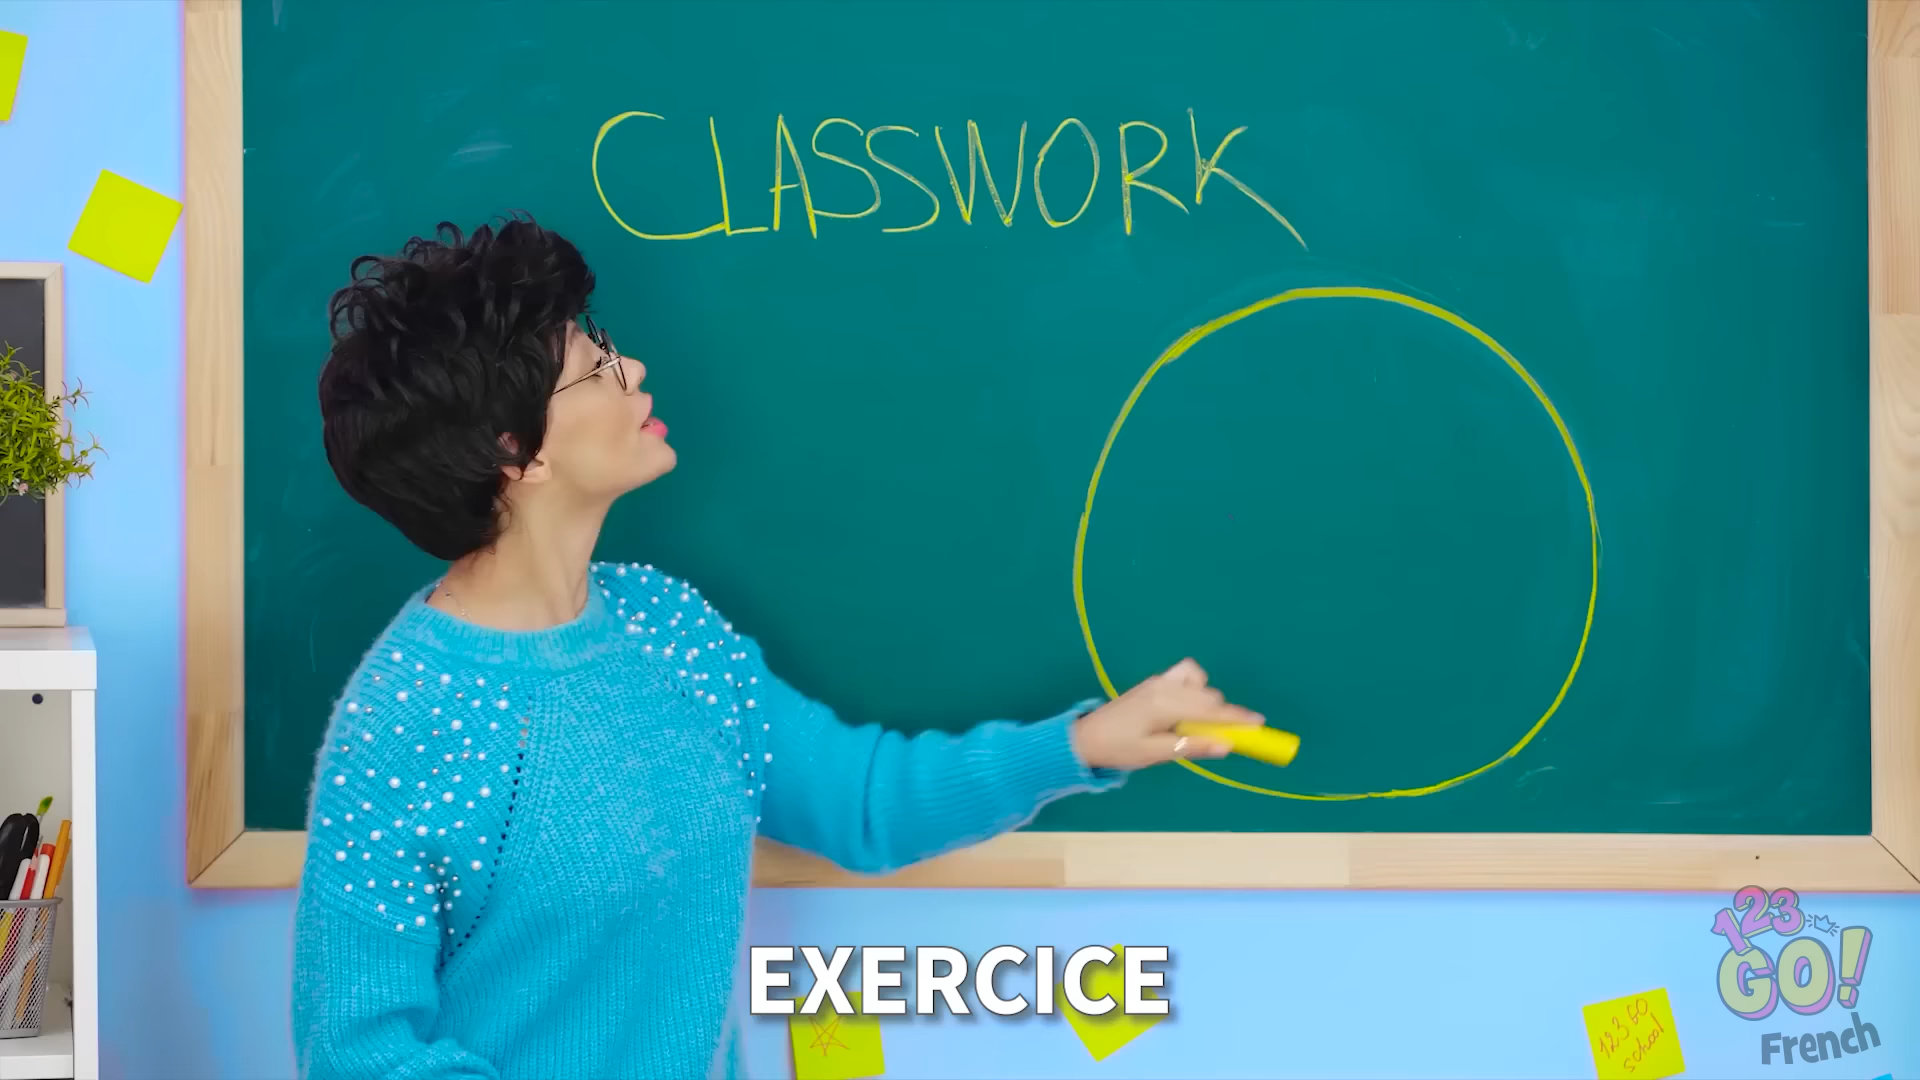 CLASSWORK
EXERCICE
123
GO!
French
123 GO
school